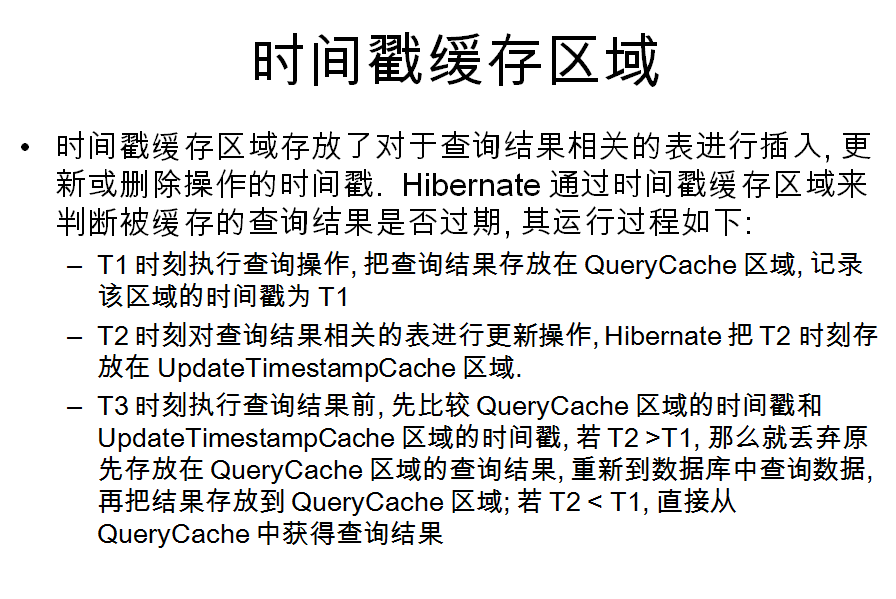 时间戳缓存区域
• 时间戳缓存区域存放了对于查询结果相关的表进行插入, 更
新或删除操作的时间戳. Hibernate 通过时间戳缓存区域来
判断被缓存的查询结果是否过期, 其运行过程如下:
– T1 时刻执行查询操作, 把查询结果存放在 QueryCache 区域, 记录
该区域的时间戳为 T1
– T2 时刻对查询结果相关的表进行更新操作, Hibernate 把 T2 时刻存
放在 UpdateTimestampCache 区域.
– T3 时刻执行查询结果前, 先比较 QueryCache 区域的时间戳和
UpdateTimestampCache 区域的时间戳, 若 T2 >T1, 那么就丢弃原
先存放在 QueryCache 区域的查询结果, 重新到数据库中查询数据,
再把结果存放到 QueryCache 区域; 若 T2 < T1, 直接从
QueryCache 中获得查询结果